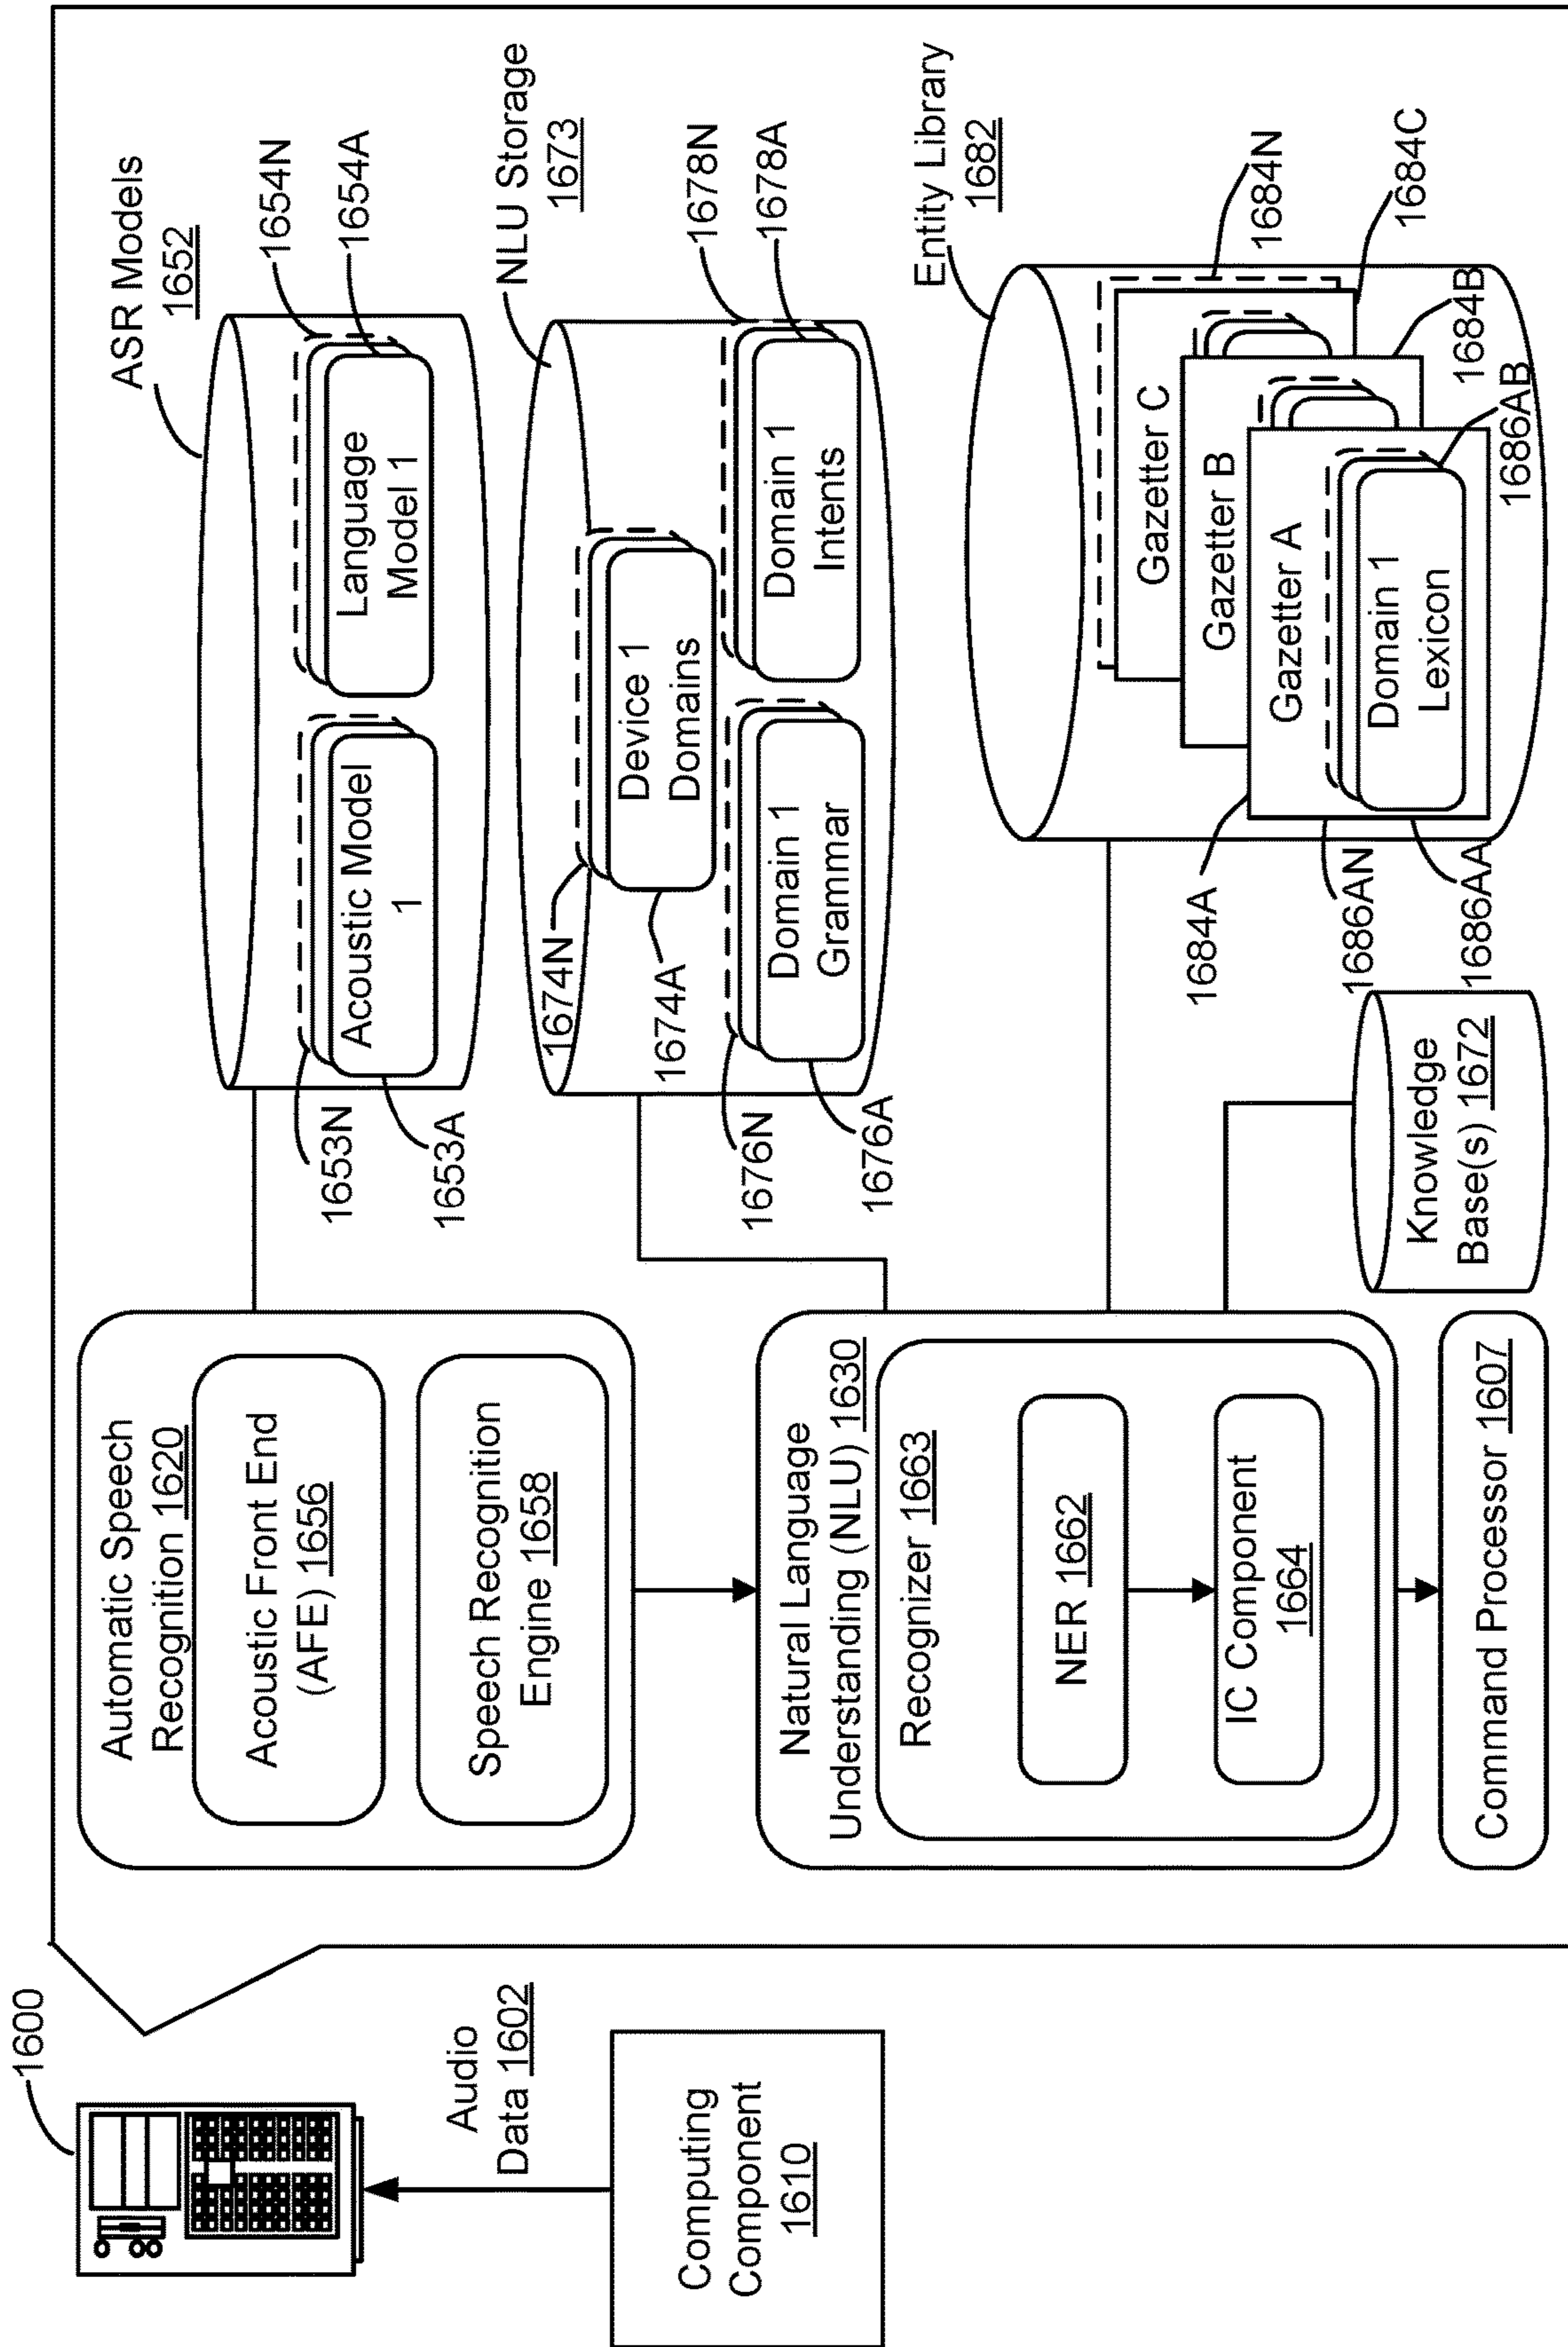 1600
Audio
Data 1602
Computing
Component
1610
Automatic Speech
Recognition 1620
Acoustic Front End
(AFE) 1656
Speech Recognition
Engine 1658
Natural Language
Understanding (NLU) 1630
Recognizer 1663
NER 1662
IC Component
1664
Command Processor 1607
ASR Models
1652
1654N
1654A
Language
Model 1
Acoustic Model
1
1653N
1653A
NLU Storage
1673
1674N
1674A
Device 1
Domains
1678N
1678A
Domain 1
Intents
Domain 1
Grammar
1676N
1676A
Entity Library
1682
1684N
1684C
1684B
Gazetter C
Gazetter B
Gazetter A
Domain 1
Lexicon
1686AB
1684A
1686AN
1686AA
Knowledge
Base(s) 1672